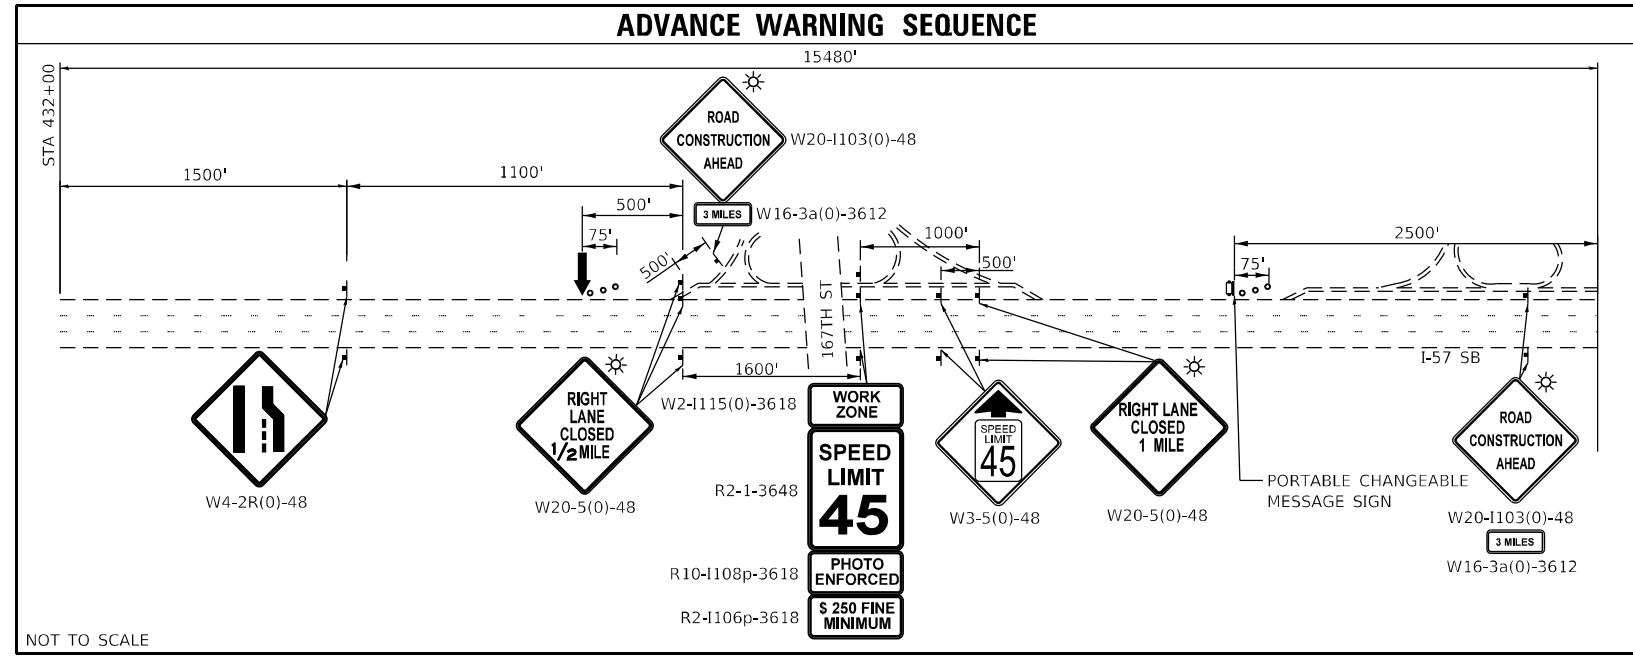 ADVANCE WARNING SEQUENCE
15480'
STA 432+00
ROAD
CONSTRUCTION
AHEAD
W20-I103(0)-48
3 MILES
W16-3a(0)-3612
1500'
1100'
500'
75'
500'
1000'
500'
2500'
75'
167TH ST
I-57 SB
1600'
W4-2R(0)-48
RIGHT
LANE
CLOSED
1/2 MILE
W20-5(0)-48
W2-I115(0)-3618
WORK
ZONE
R2-1-3648
SPEED
LIMIT
45
R10-I108p-3618
PHOTO
ENFORCED
R2-I106p-3618
$ 250 FINE
MINIMUM
SPEED
LIMIT
45
W3-5(0)-48
RIGHT LANE
CLOSED
1 MILE
W20-5(0)-48
PORTABLE CHANGEABLE
MESSAGE SIGN
ROAD
CONSTRUCTION
AHEAD
W20-I103(0)-48
3 MILES
W16-3a(0)-3612
NOT TO SCALE